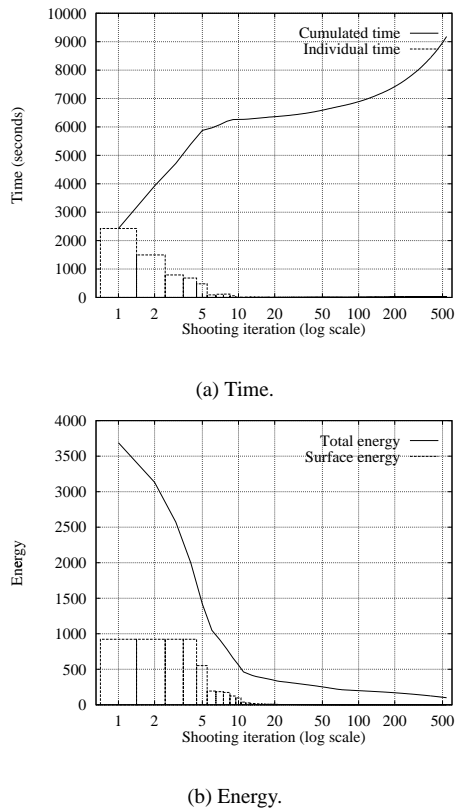 10000
9000
8000
7000
6000
5000
4000
3000
2000
1000
0
Time (seconds)
Cumulated time
Individual time
1 2 5 10 20 50 100 200 500
Shooting iteration (log scale)
(a) Time.
4000
3500
3000
2500
2000
1500
1000
500
0
Energy
Total energy
Surface energy
1 2 5 10 20 50 100 200 500
Shooting iteration (log scale)
(b) Energy.